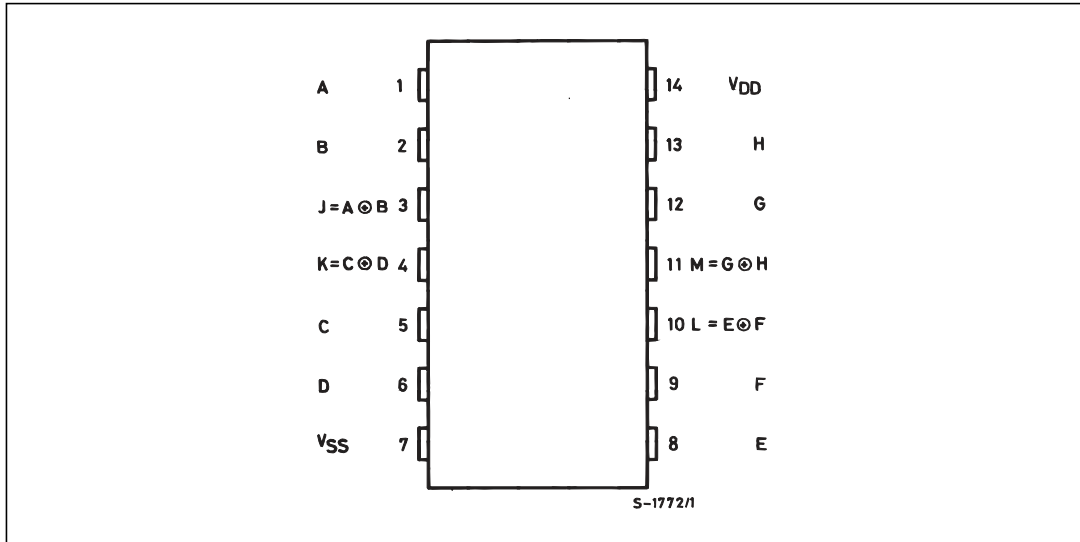 A 1 14 VDD
B 2 13 H
J=A⊕B 3 12 G
K=C⊕D 4 11 M=G⊕H
C 5 10 L=E⊕F
D 6 9 F
VSS 7 8 E
S-1772/1